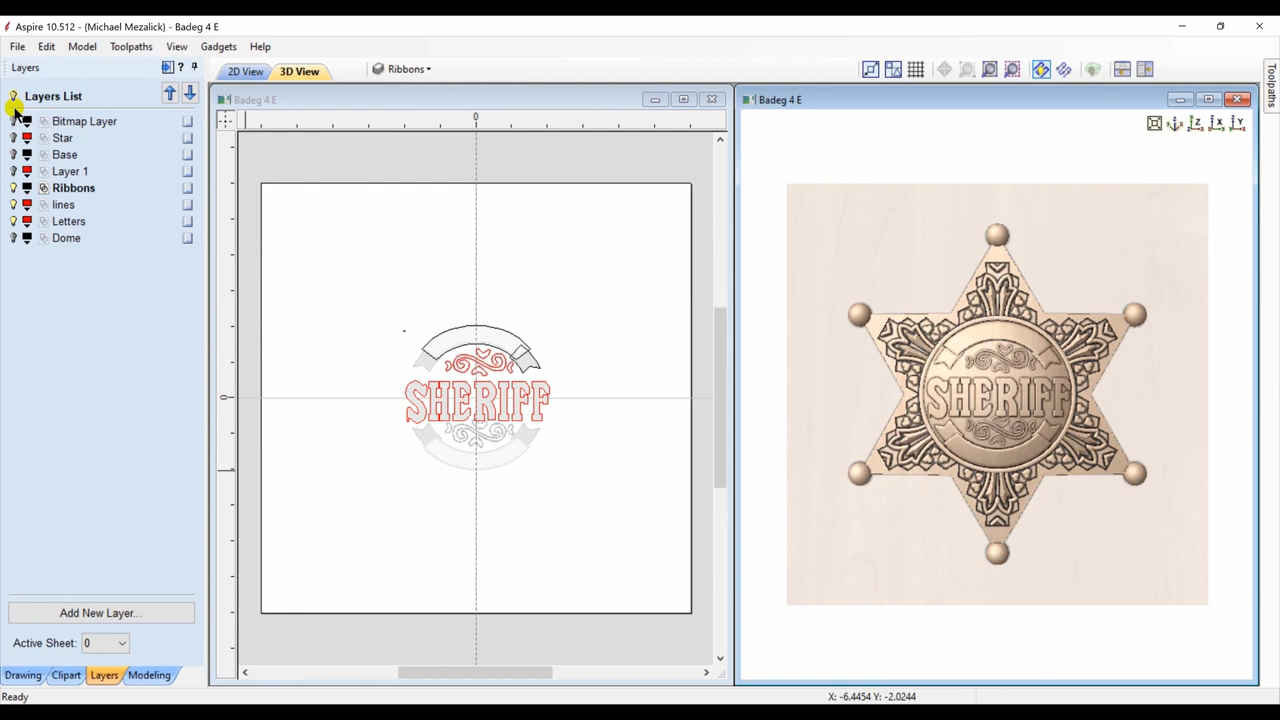 Aspire 10.512 - {Michael Mezalick} - Badeg 4 E
File Edit Model Toolpaths View Gadgets Help
Layers ?
2D View 3D View Ribbons
Layers List
Badeg 4 E
Badeg 4 E
Toolpaths
Z X Y
0
Bitmap Layer
Star
Base
Layer 1
Ribbons
lines
Letters
Dome
0
SHERIFF
SHERIFF
Add New Layer...
Active Sheet: 0
Drawing Clipart Layers Modeling
Ready X: -6.4454 Y: -2.0244